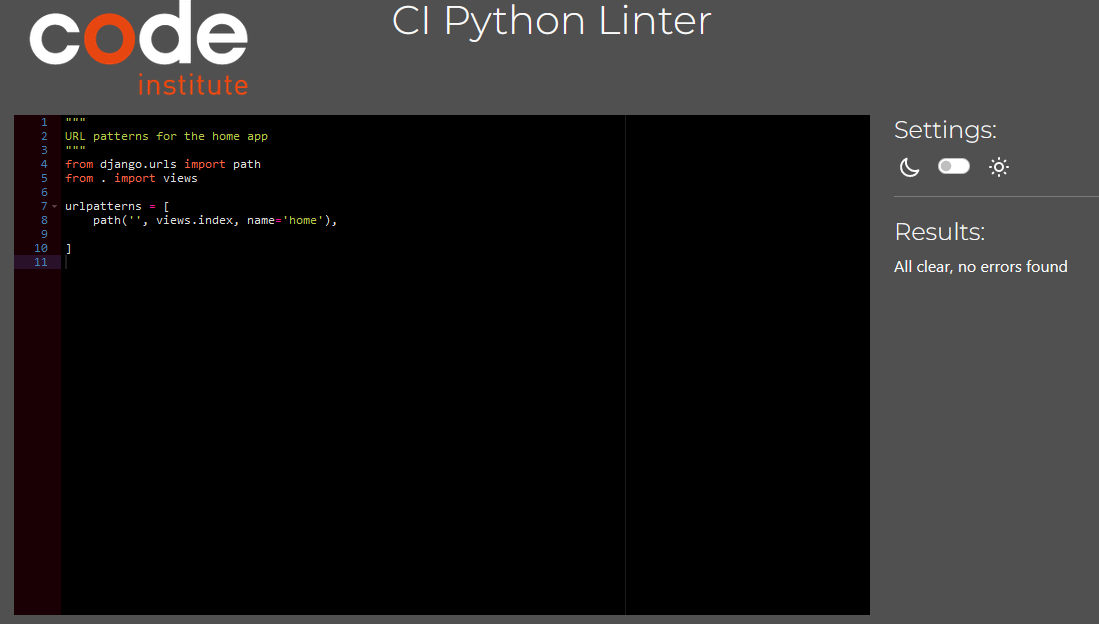 code
institute
CI Python Linter
1 """
2 URL patterns for the home app
3 """
4 from django.urls import path
5 from . import views
6
7 urlpatterns = [
8     path('', views.index, name='home'),
9
10 ]
11
Settings:
Results:
All clear, no errors found